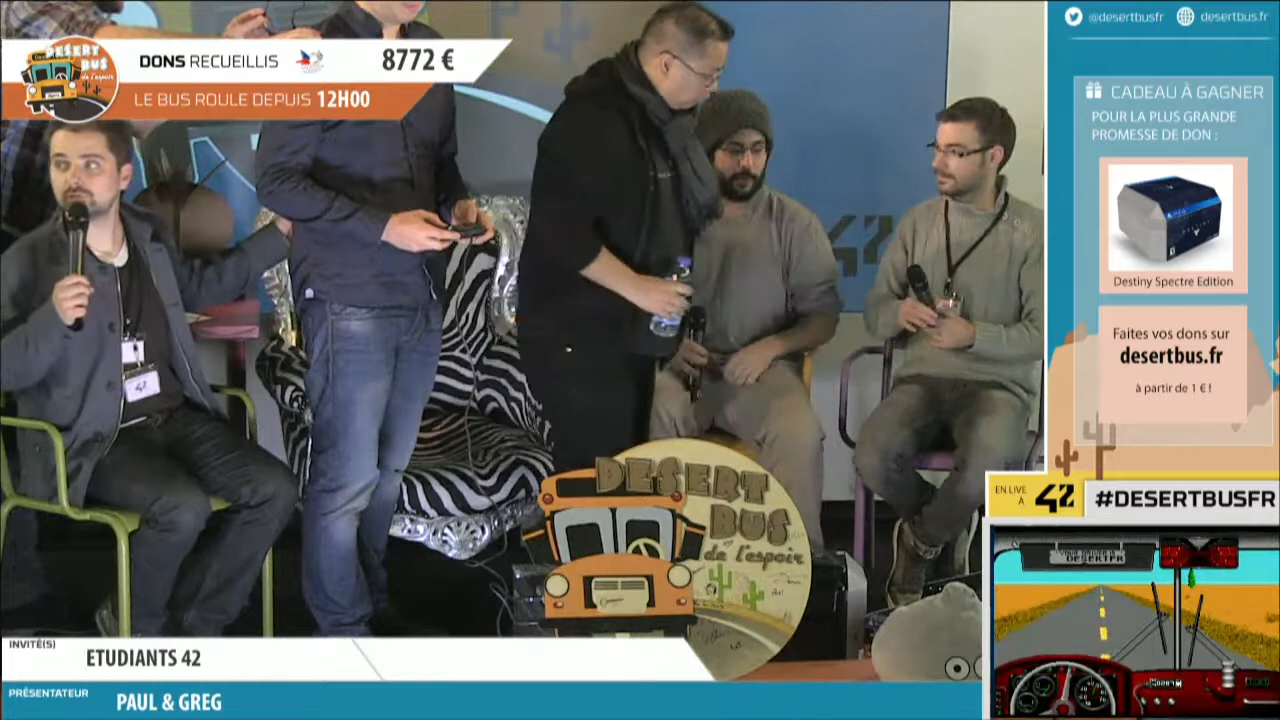 DESERT
BUS
de l'espoir
DONS RECUEILLIS
8772 €
LE BUS ROULE DEPUIS 12H00
@desertbusfr
desertbus.fr
CADEAU À GAGNER
POUR LA PLUS GRANDE
PROMESSE DE DON :
Destiny Spectre Edition
Faites vos dons sur
desertbus.fr
à partir de 1 € !
42
42
DESERT
BUS
de l'espoir
EN LIVE
À 42
#DESERTBUSFR
INVITÉ(S)
ETUDIANTS 42
PRÉSENTATEUR
PAUL & GREG